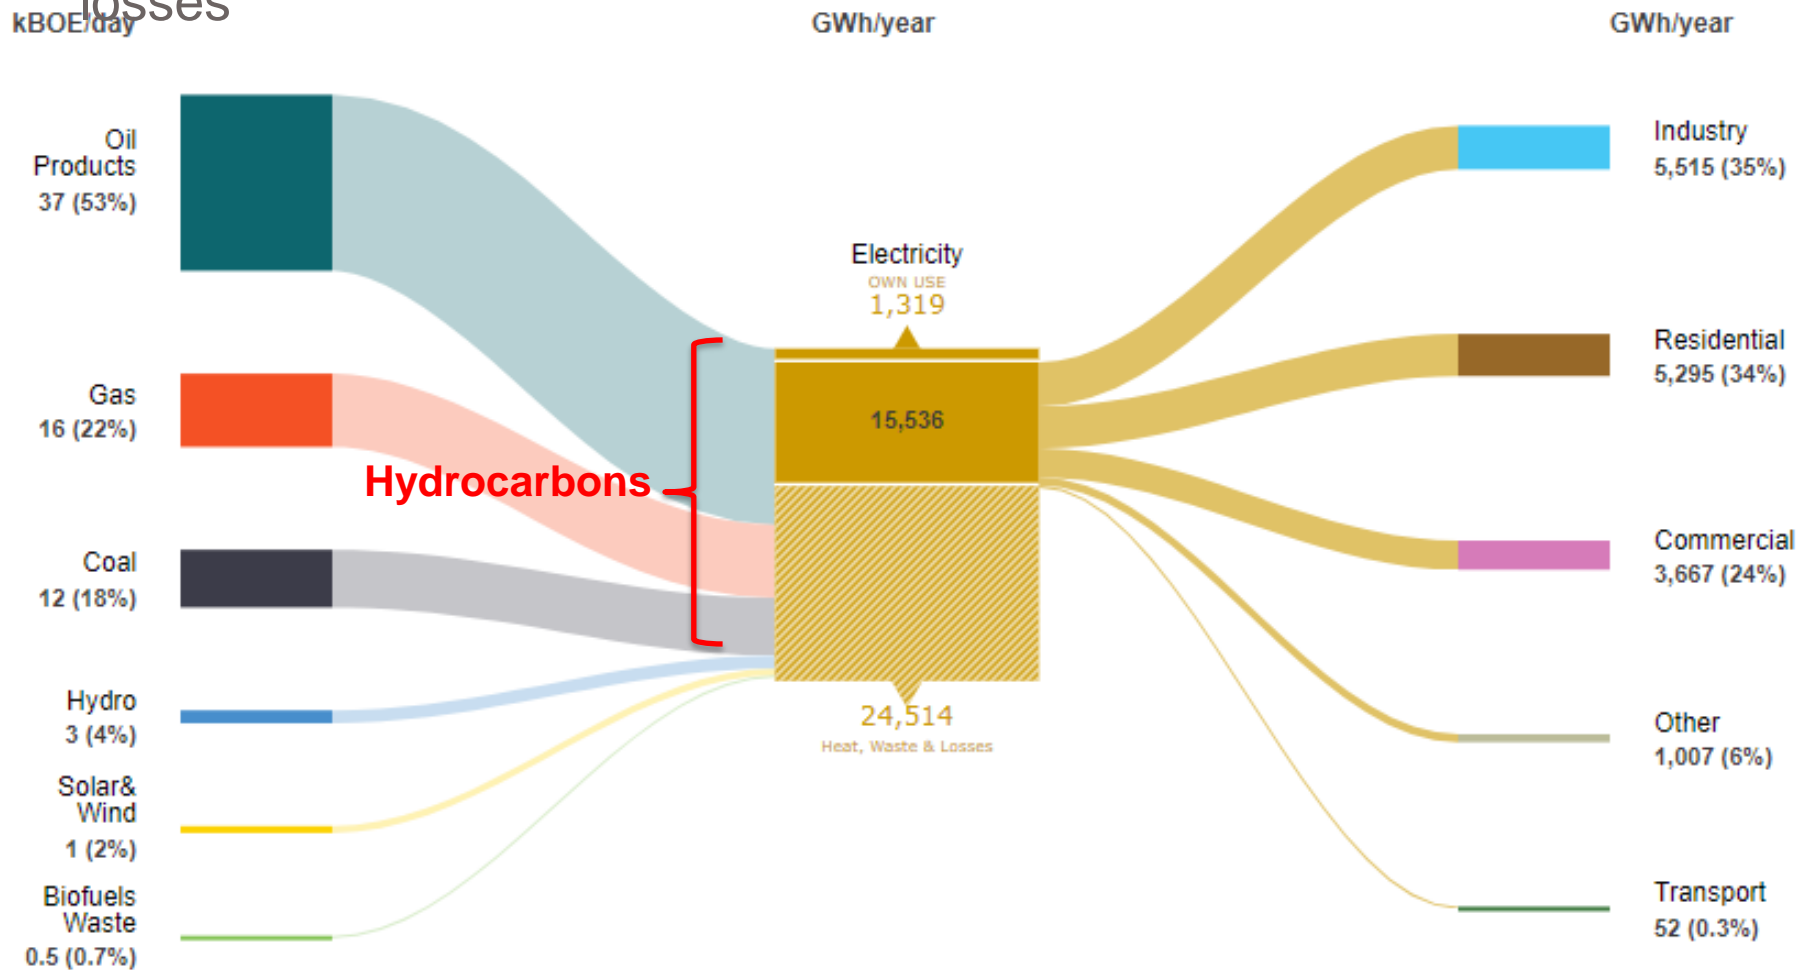 losses
kBOE/day
GWh/year
GWh/year
Oil
Products
37 (53%)
Gas
16 (22%)
Coal
12 (18%)
Hydro
3 (4%)
Solar&
Wind
1 (2%)
Biofuels
Waste
0.5 (0.7%)
Hydrocarbons
Electricity
OWN USE
1,319
15,536
24,514
Heat, Waste & Losses
Industry
5,515 (35%)
Residential
5,295 (34%)
Commercial
3,667 (24%)
Other
1,007 (6%)
Transport
52 (0.3%)